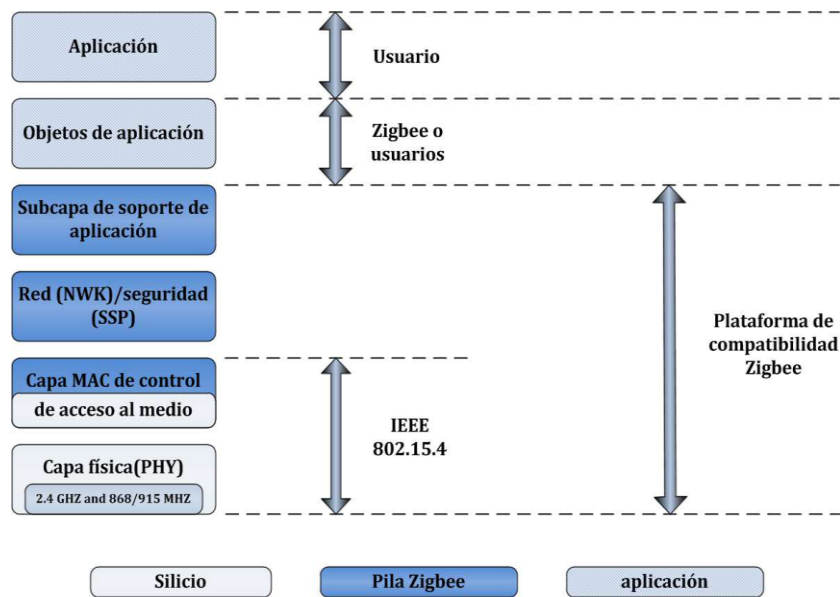 Aplicación
Usuario
Objetos de aplicación
Zigbee o
usuarios
Subcapa de soporte de
aplicación
Red (NWK)/seguridad
(SSP)
Plataforma de
compatibilidad
Zigbee
Capa MAC de control
de acceso al medio
IEEE
802.15.4
Capa física(PHY)
2.4 GHZ and 868/915 MHZ
Silicio
Pila Zigbee
aplicación